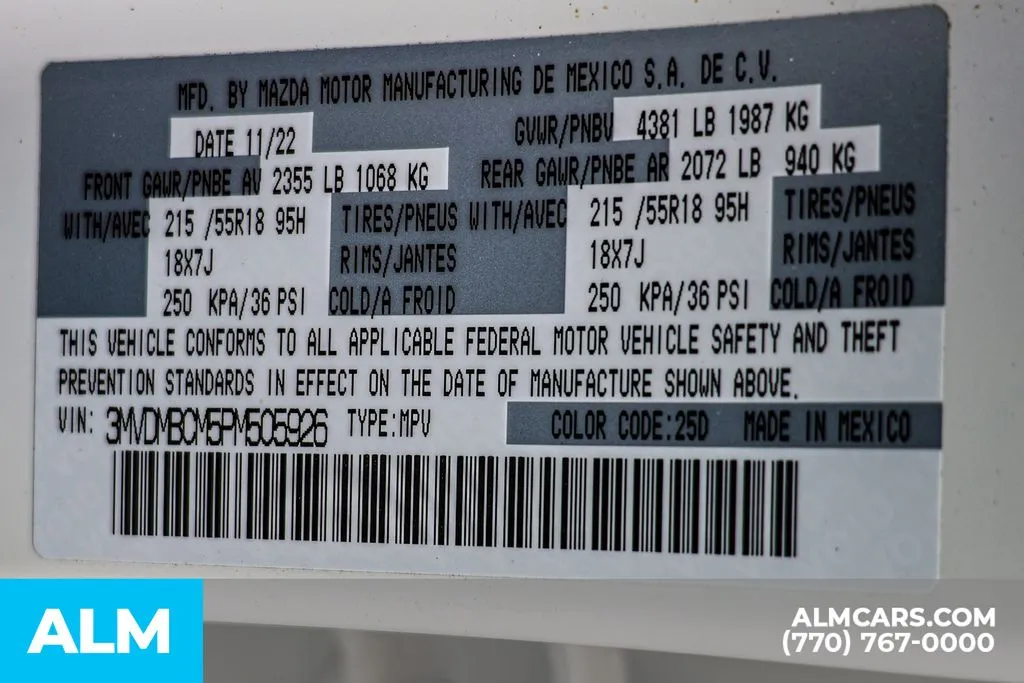 MFD. BY MAZDA MOTOR MANUFACTURING DE MEXICO S.A. DE C.V.
DATE 11/22 GVWR/PNBV 4381 LB 1987 KG
FRONT GAWR/PNBE AV 2355 LB 1068 KG REAR GAWR/PNBE AR 2072 LB 940 KG
WITH/AVEC 215 /55R18 95H TIRES/PNEUS WITH/AVEC 215 /55R18 95H TIRES/PNEUS
18X7J RIMS/JANTES 18X7J RIMS/JANTES
250 KPA/36 PSI COLD/A FROID 250 KPA/36 PSI COLD/A FROID
THIS VEHICLE CONFORMS TO ALL APPLICABLE FEDERAL MOTOR VEHICLE SAFETY AND THEFT
PREVENTION STANDARDS IN EFFECT ON THE DATE OF MANUFACTURE SHOWN ABOVE.
VIN: 3MVDMBCM5PM505926 TYPE:MPV COLOR CODE:25D MADE IN MEXICO
ALM
ALMCARS.COM
(770) 767-0000